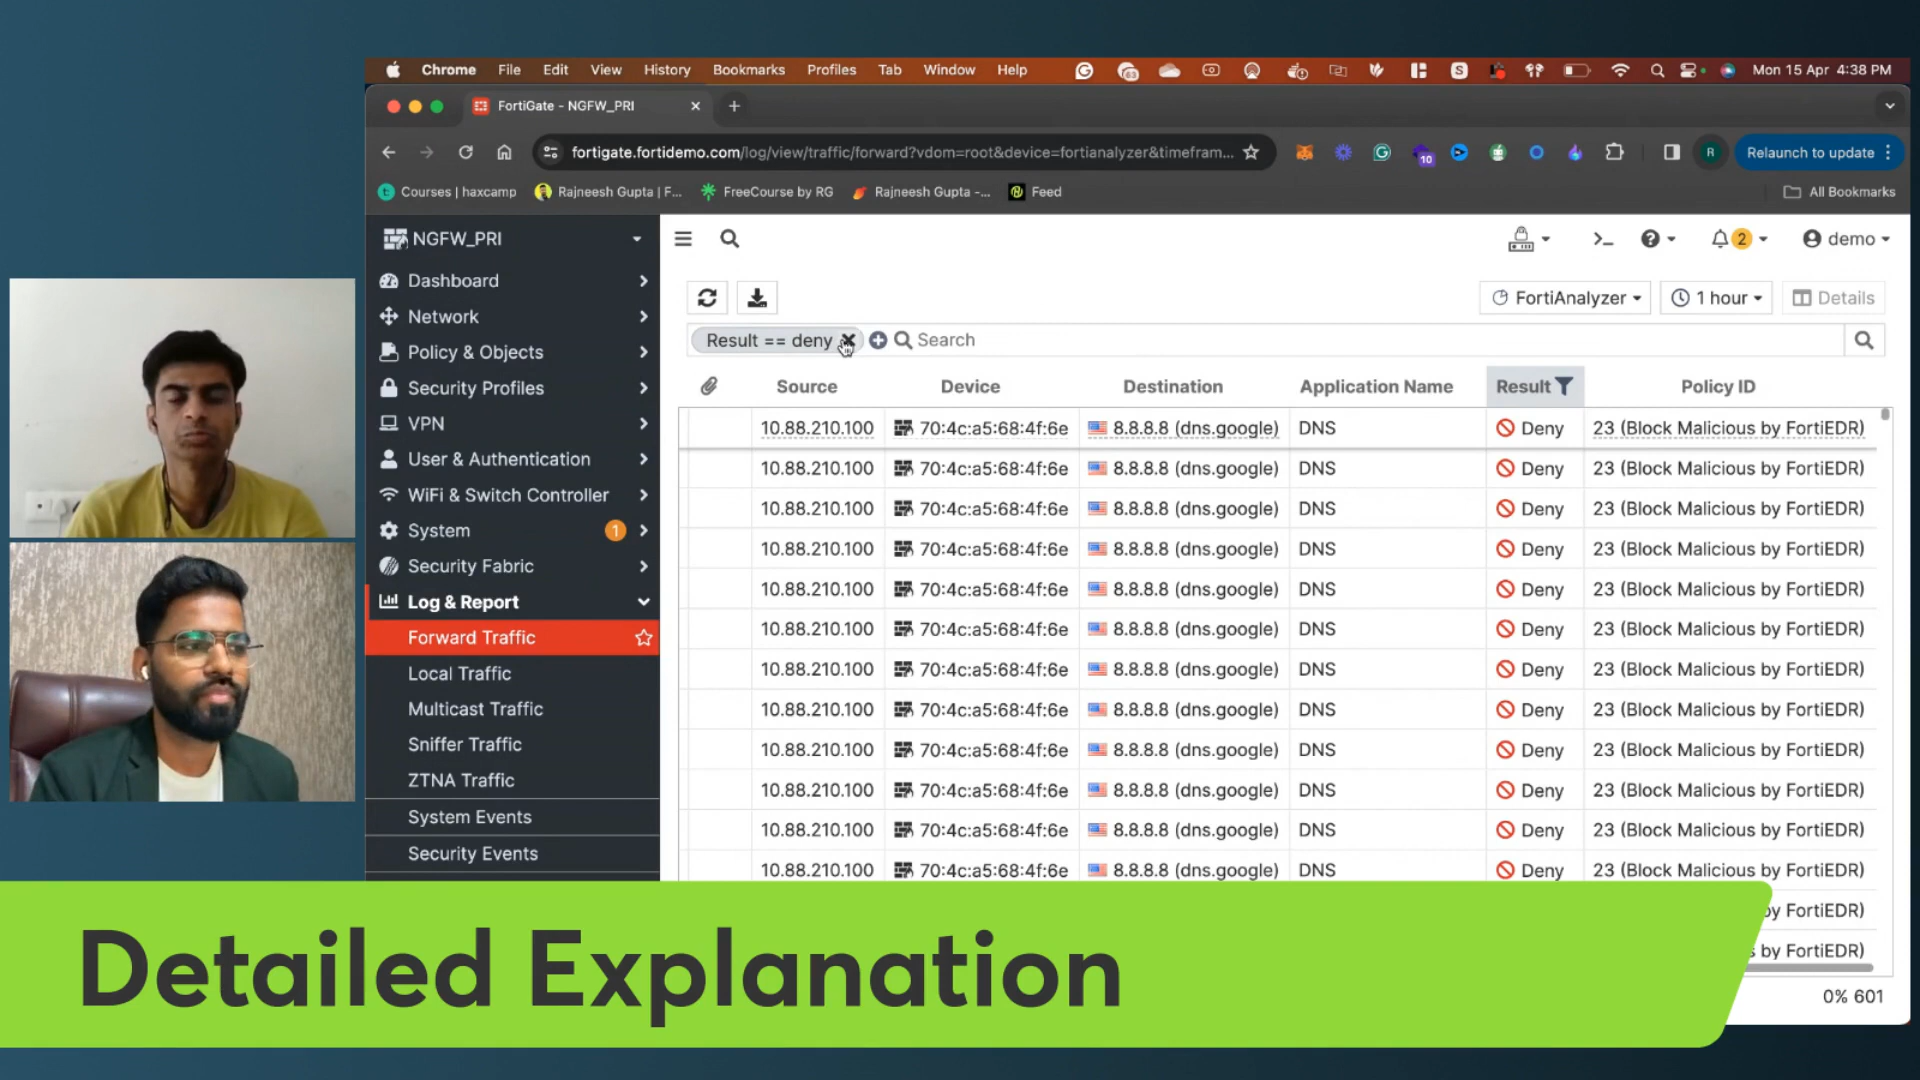 Chrome File Edit View History Bookmarks Profiles Tab Window Help Mon 15 Apr 4:38 PM
FortiGate - NGFW_PRI
fortigate.fortidemo.com/log/view/traffic/forward?vdom=root&device=fortianalyzer&timefram... 10 R Relaunch to update
Courses | haxcamp Rajneesh Gupta | F... FreeCourse by RG Rajneesh Gupta -... Feed All Bookmarks
NGFW_PRI
2 demo
Dashboard
Network
Policy & Objects
Security Profiles
VPN
User & Authentication
WiFi & Switch Controller
System 1
Security Fabric
Log & Report
Forward Traffic
Local Traffic
Multicast Traffic
Sniffer Traffic
ZTNA Traffic
System Events
Security Events
FortiAnalyzer 1 hour Details
Result == deny Search
Source Device Destination Application Name Result Policy ID
10.88.210.100 70:4c:a5:68:4f:6e 8.8.8.8 (dns.google) DNS Deny 23 (Block Malicious by FortiEDR)
10.88.210.100 70:4c:a5:68:4f:6e 8.8.8.8 (dns.google) DNS Deny 23 (Block Malicious by FortiEDR)
10.88.210.100 70:4c:a5:68:4f:6e 8.8.8.8 (dns.google) DNS Deny 23 (Block Malicious by FortiEDR)
10.88.210.100 70:4c:a5:68:4f:6e 8.8.8.8 (dns.google) DNS Deny 23 (Block Malicious by FortiEDR)
10.88.210.100 70:4c:a5:68:4f:6e 8.8.8.8 (dns.google) DNS Deny 23 (Block Malicious by FortiEDR)
10.88.210.100 70:4c:a5:68:4f:6e 8.8.8.8 (dns.google) DNS Deny 23 (Block Malicious by FortiEDR)
10.88.210.100 70:4c:a5:68:4f:6e 8.8.8.8 (dns.google) DNS Deny 23 (Block Malicious by FortiEDR)
10.88.210.100 70:4c:a5:68:4f:6e 8.8.8.8 (dns.google) DNS Deny 23 (Block Malicious by FortiEDR)
10.88.210.100 70:4c:a5:68:4f:6e 8.8.8.8 (dns.google) DNS Deny 23 (Block Malicious by FortiEDR)
10.88.210.100 70:4c:a5:68:4f:6e 8.8.8.8 (dns.google) DNS Deny 23 (Block Malicious by FortiEDR)
10.88.210.100 70:4c:a5:68:4f:6e 8.8.8.8 (dns.google) DNS Deny 23 (Block Malicious by FortiEDR)
10.88.210.100 70:4c:a5:68:4f:6e 8.8.8.8 (dns.google) DNS Deny 23 (Block Malicious by FortiEDR)
by FortiEDR)
s by FortiEDR)
0% 601
Detailed Explanation